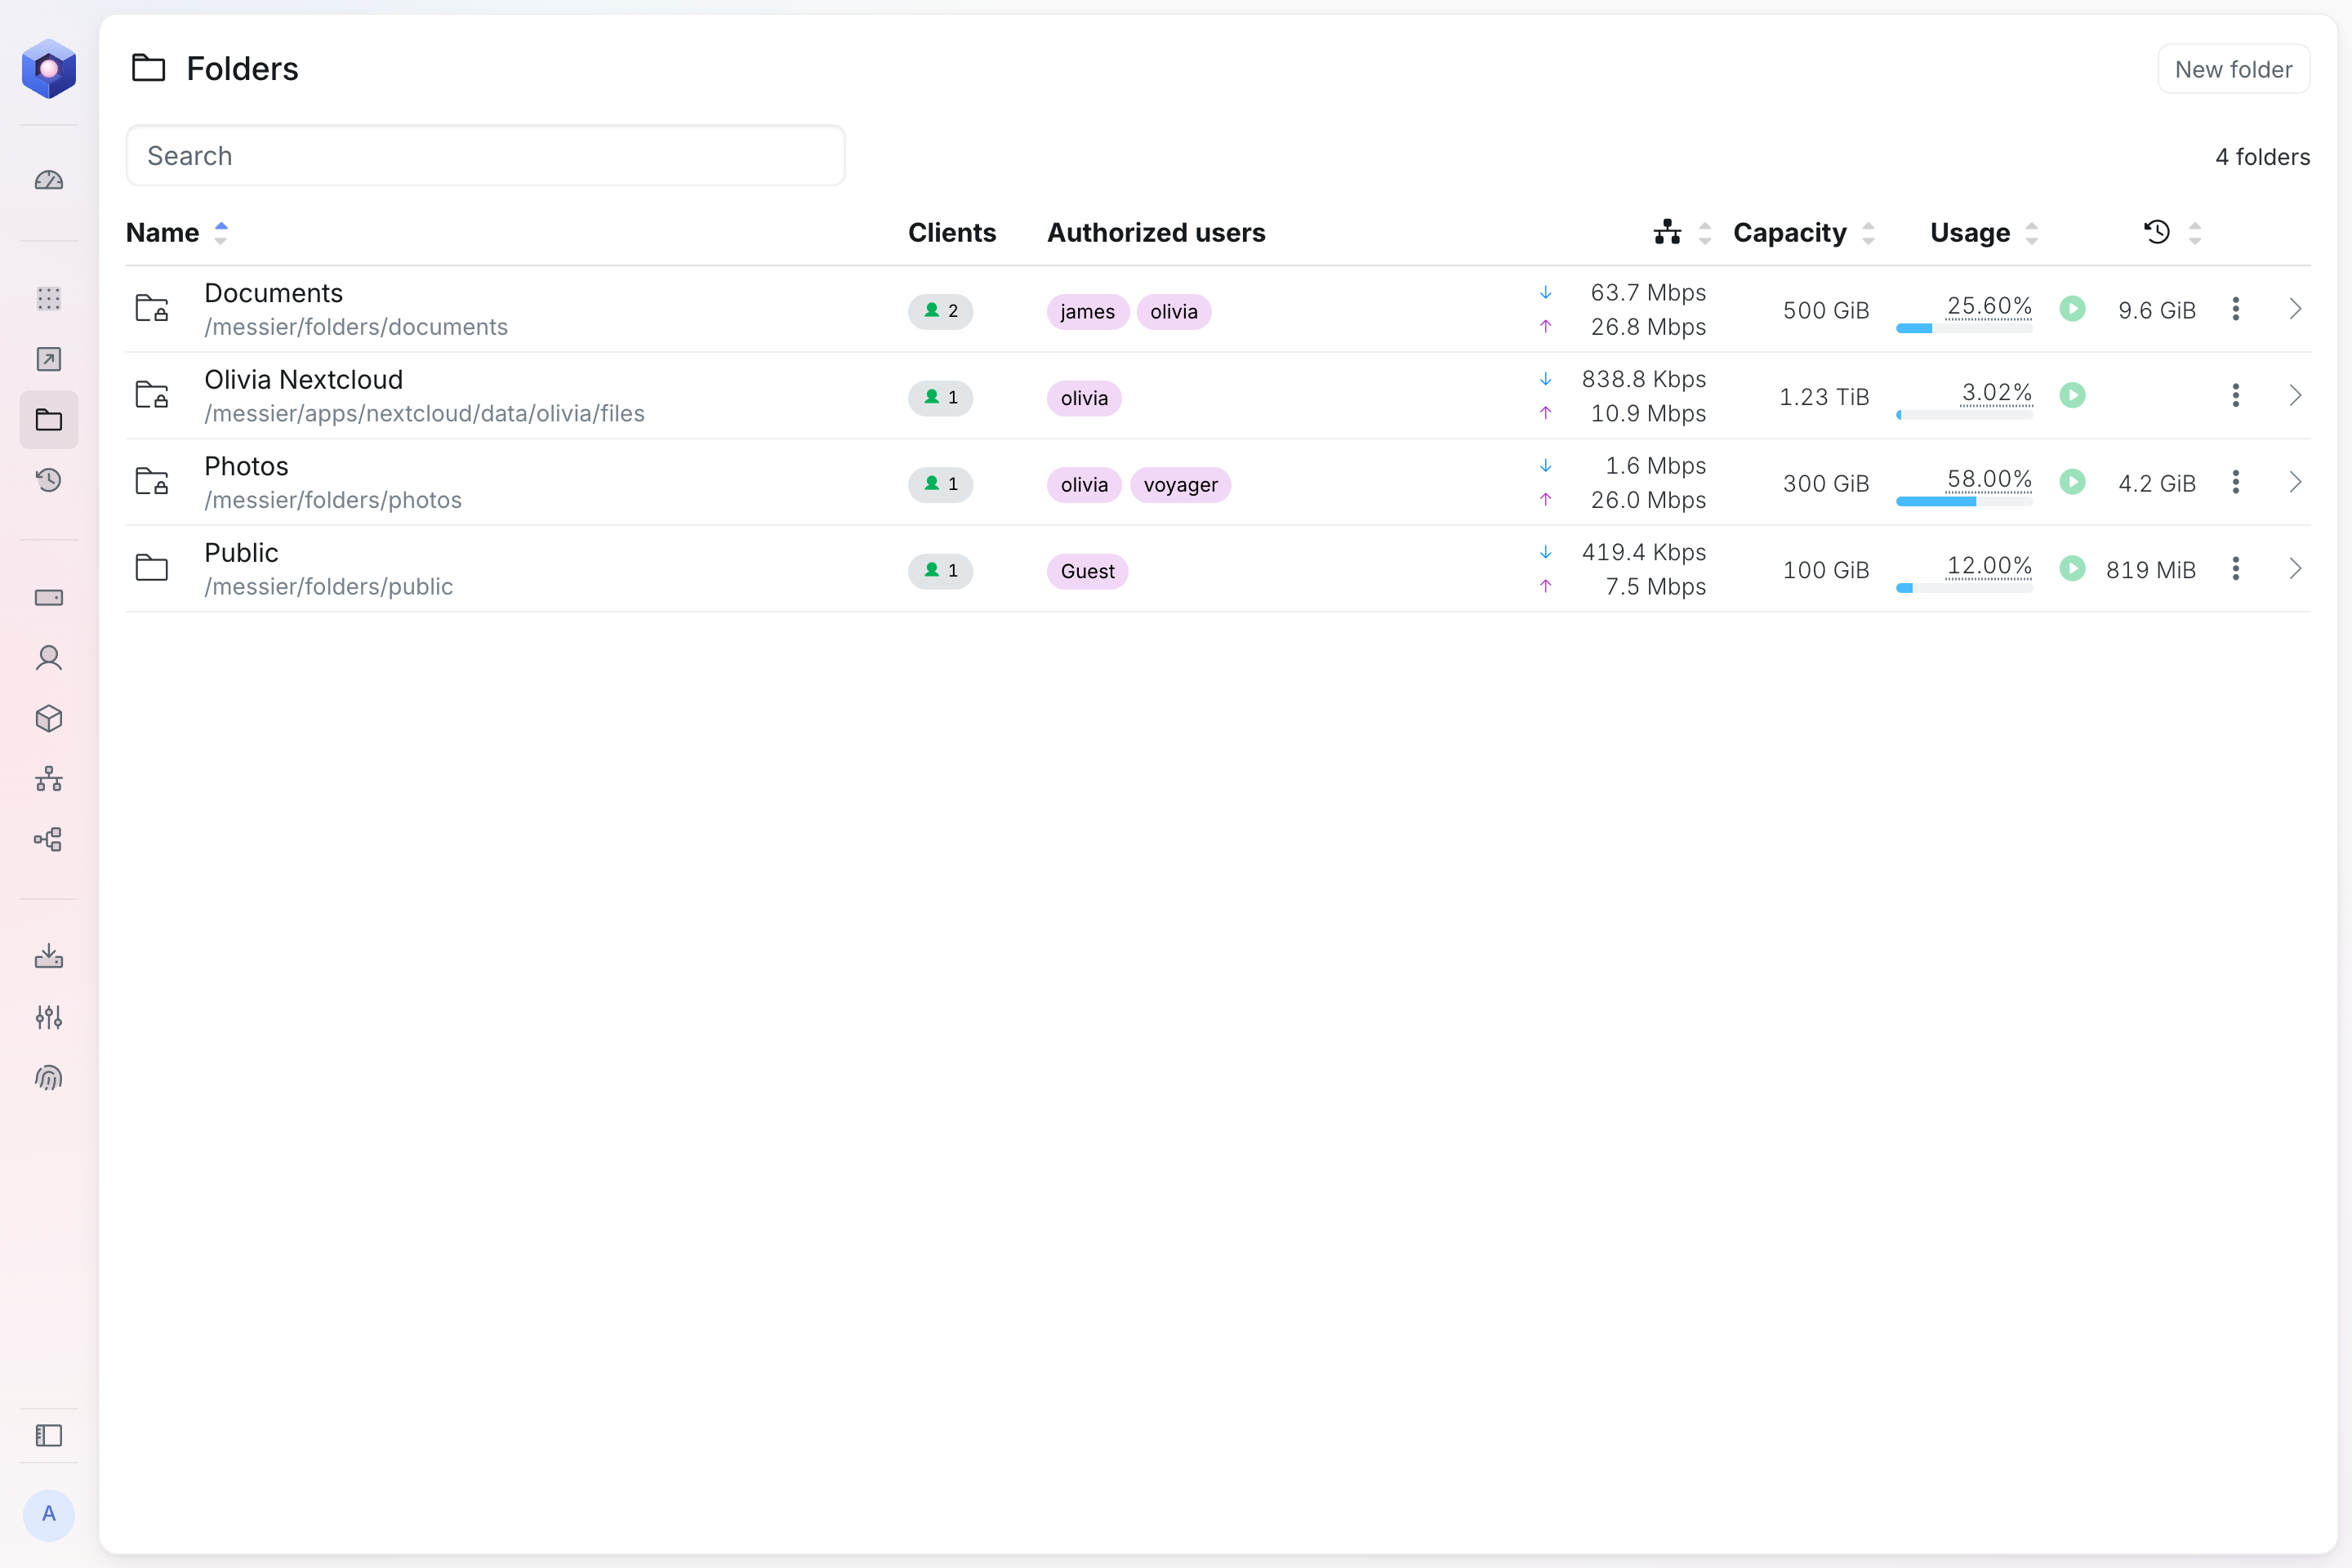 Folders
New folder
Search
4 folders
Name Clients Authorized users Capacity Usage
Documents
/messier/folders/documents
2 james olivia
63.7 Mbps
26.8 Mbps
500 GiB 25.60% 9.6 GiB
Olivia Nextcloud
/messier/apps/nextcloud/data/olivia/files
1 olivia
838.8 Kbps
10.9 Mbps
1.23 TiB 3.02%
Photos
/messier/folders/photos
1 olivia voyager
1.6 Mbps
26.0 Mbps
300 GiB 58.00% 4.2 GiB
Public
/messier/folders/public
1 Guest
419.4 Kbps
7.5 Mbps
100 GiB 12.00% 819 MiB
A